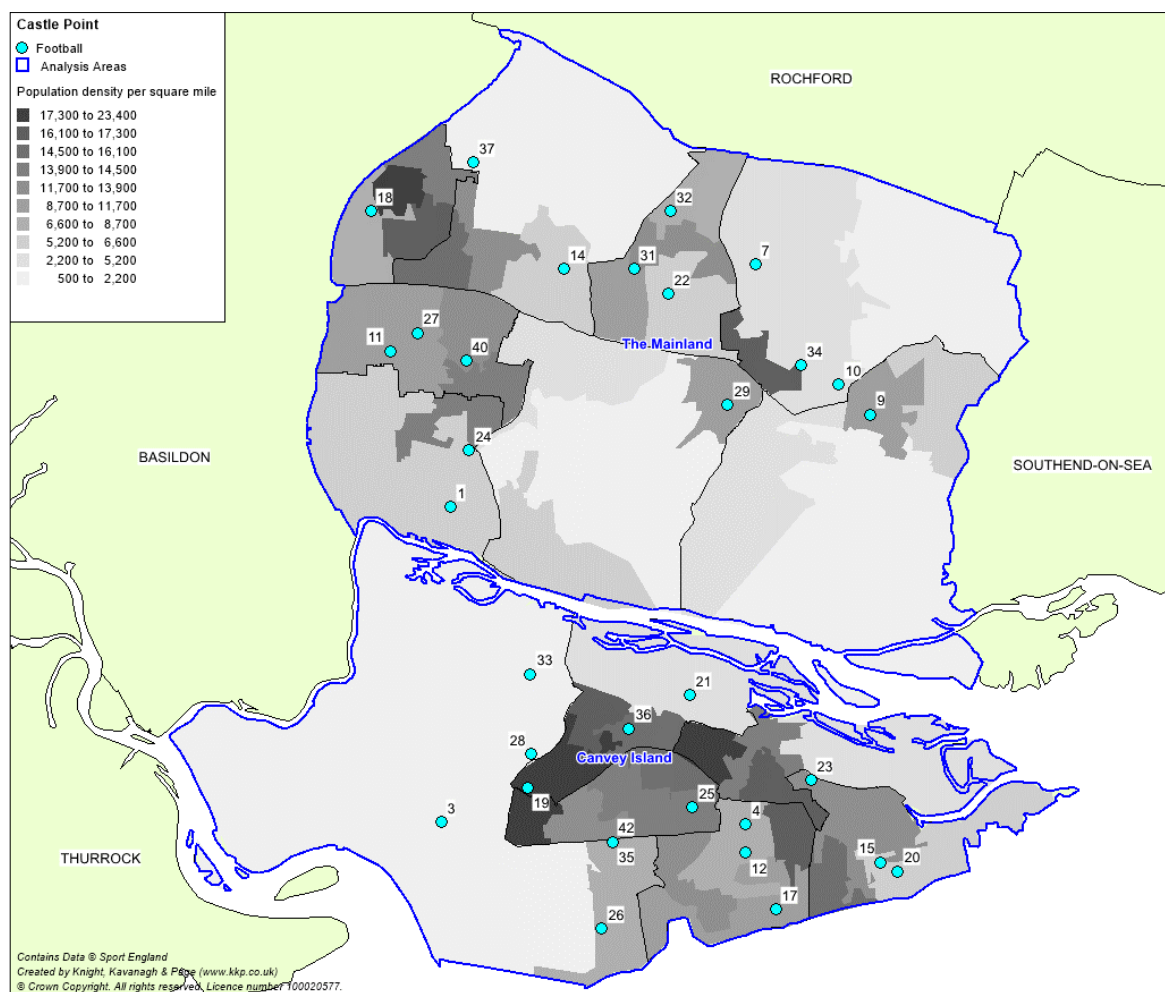 Castle Point
Football
Analysis Areas
Population density per square mile
17,300 to 23,400
16,100 to 17,300
14,500 to 16,100
13,900 to 14,500
11,700 to 13,900
8,700 to 11,700
6,600 to 8,700
5,200 to 6,600
2,200 to 5,200
500 to 2,200
ROCHFORD
37
18
32
7
14
31
22
27
11
40
The Mainland
34
10
29
9
24
BASILDON
SOUTHEND-ON-SEA
1
33
21
36
28
Canvey Island
23
19
25
3
4
42
THURROCK
35
12
15
20
17
26
Contains Data © Sport England
Created by Knight, Kavanagh & Page (www.kkp.co.uk)
© Crown Copyright. All rights reserved. Licence number 100020577.